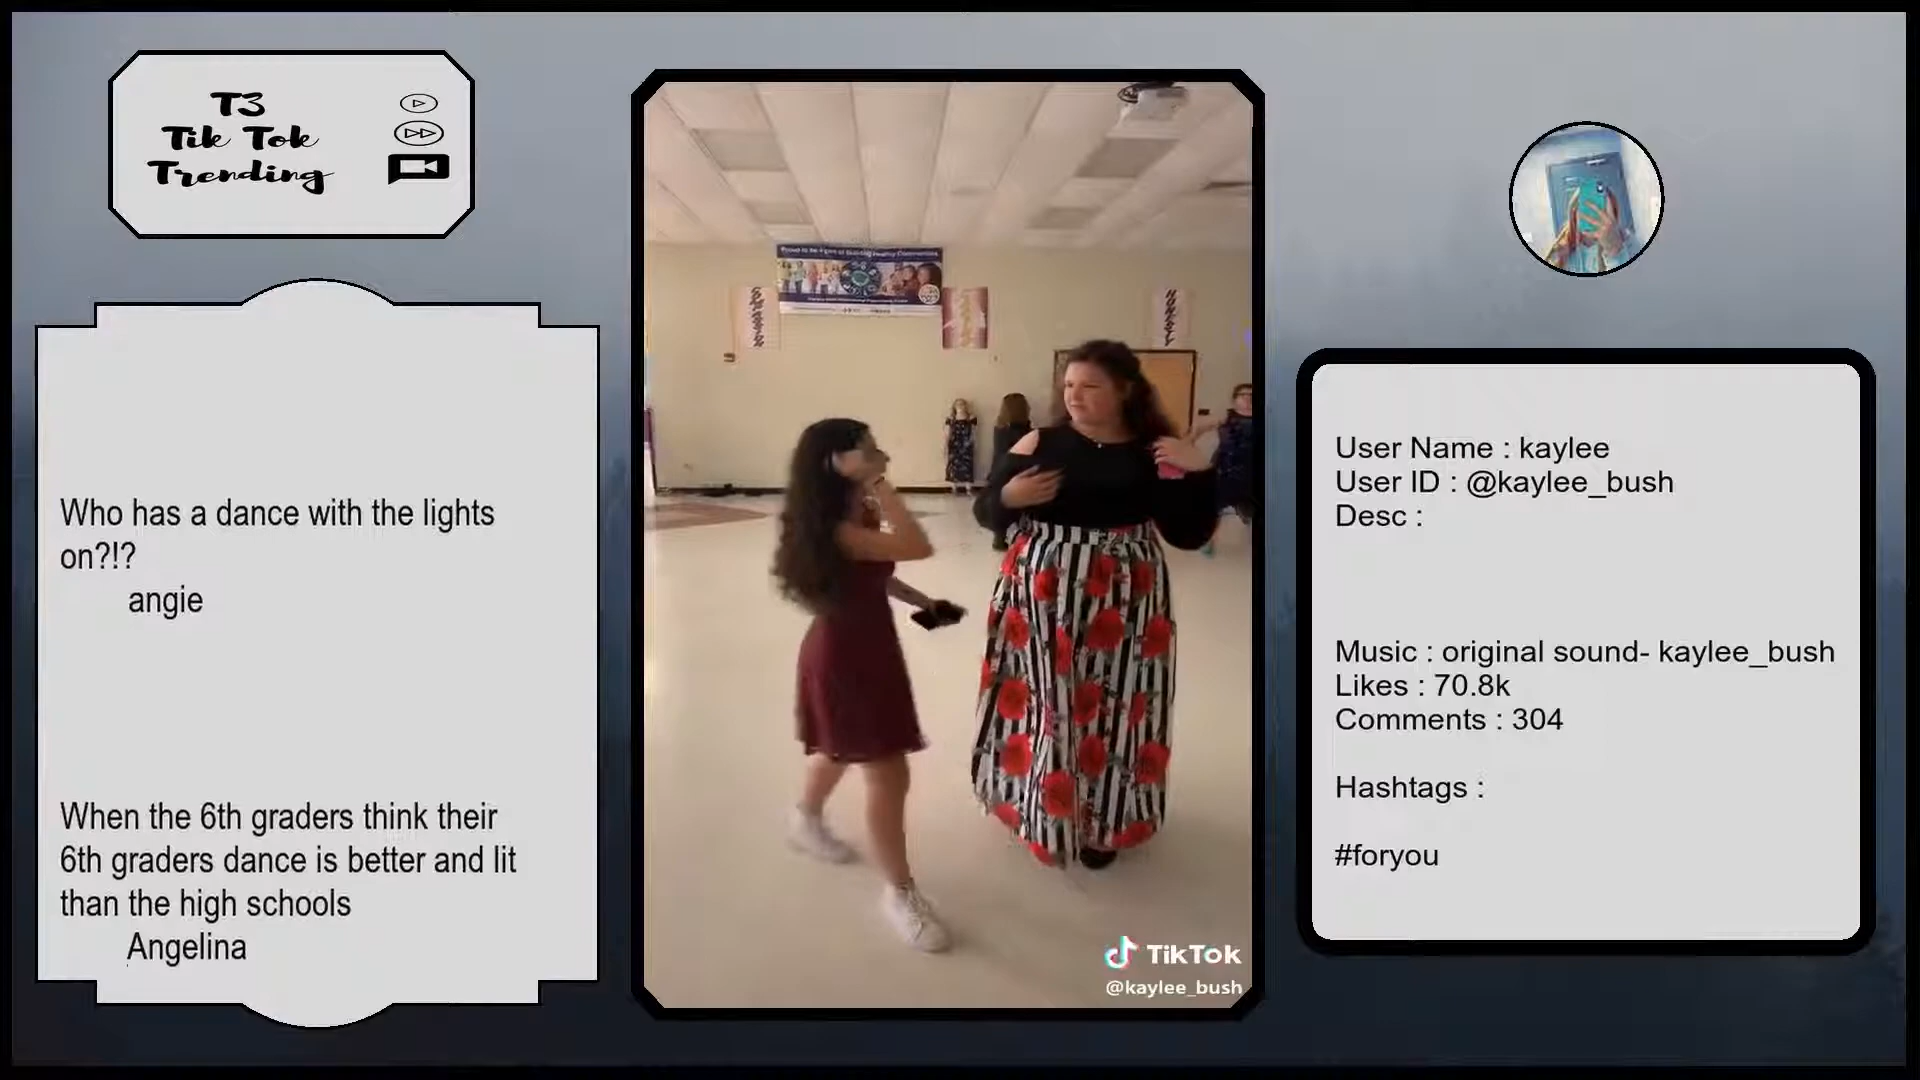 T3
Tik Tok
Trending
Who has a dance with the lights
on?!?
angie
When the 6th graders think their
6th graders dance is better and lit
than the high schools
Angelina
HONESTY
TikTok
@kaylee_bush
User Name : kaylee
User ID : @kaylee_bush
Desc :
Music : original sound- kaylee_bush
Likes : 70.8k
Comments : 304
Hashtags :
#foryou